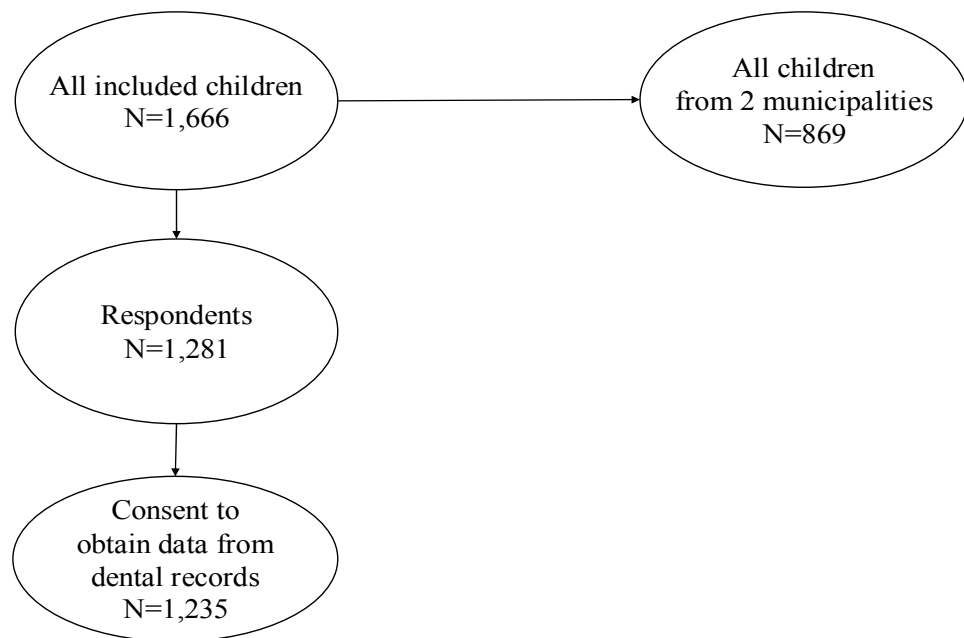 All included children
N=1,666
All children
from 2 municipalities
N=869
Respondents
N=1,281
Consent to
obtain data from
dental records
N=1,235